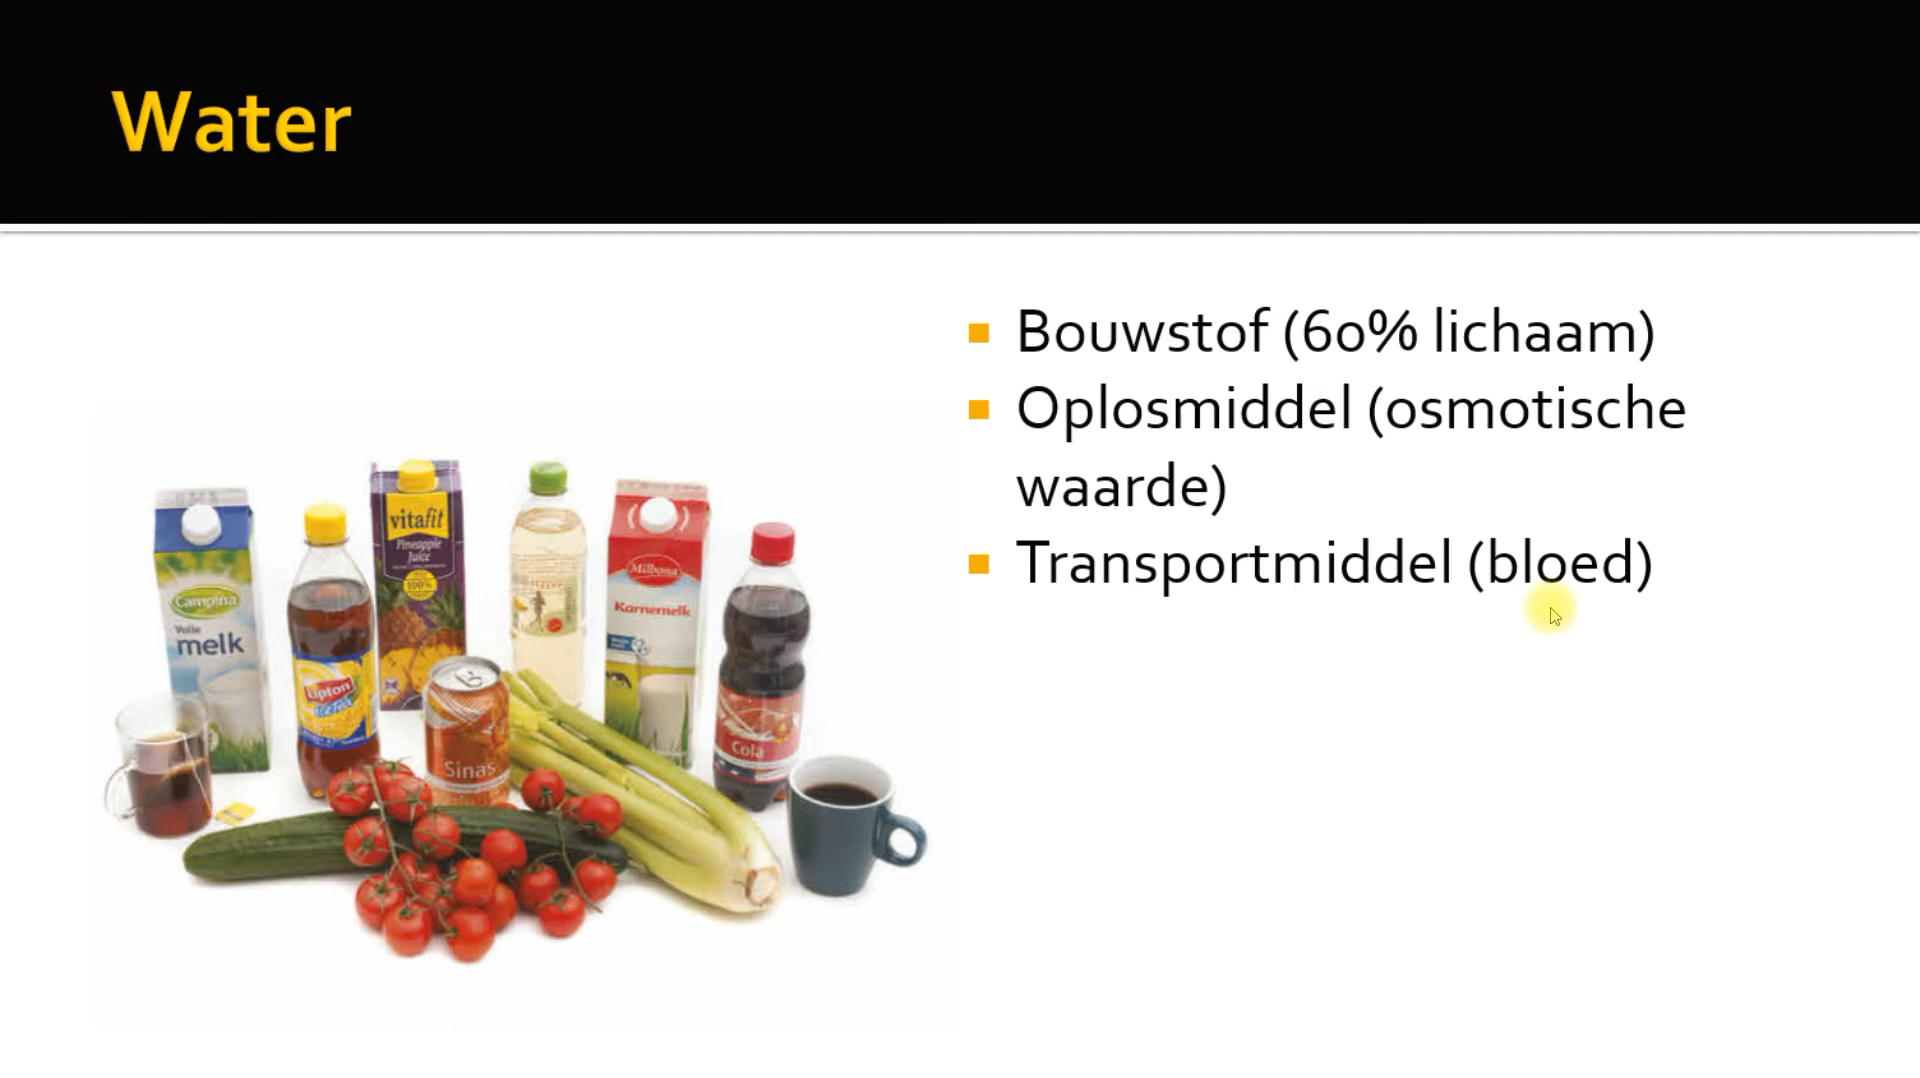 Water
Bouwstof (60% lichaam)
Oplosmiddel (osmotische
waarde)
Transportmiddel (bloed)
vitafit
Pineapple
Juice
100%
Campina
Volle
melk
Milbona
Karnemelk
Lipton
Sinas
Cola